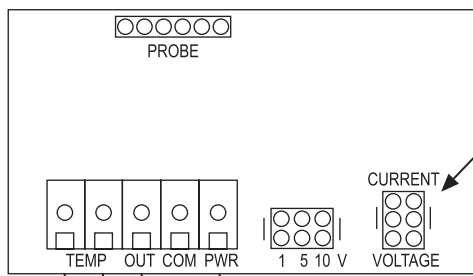 PROBE
CURRENT
TEMP OUT COM PWR
1 5 10 V
VOLTAGE